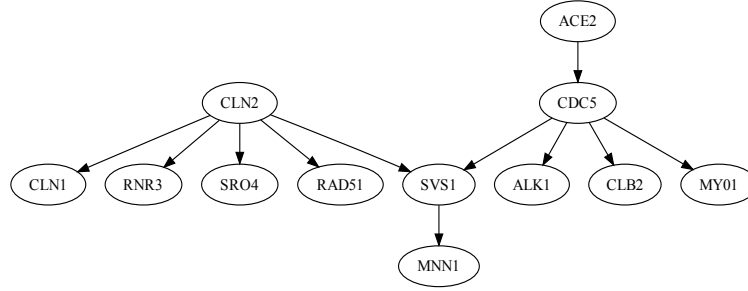 ACE2
CLN2 CDC5
CLN1 RNR3 SRO4 RAD51 SVS1 ALK1 CLB2 MY01
MNN1